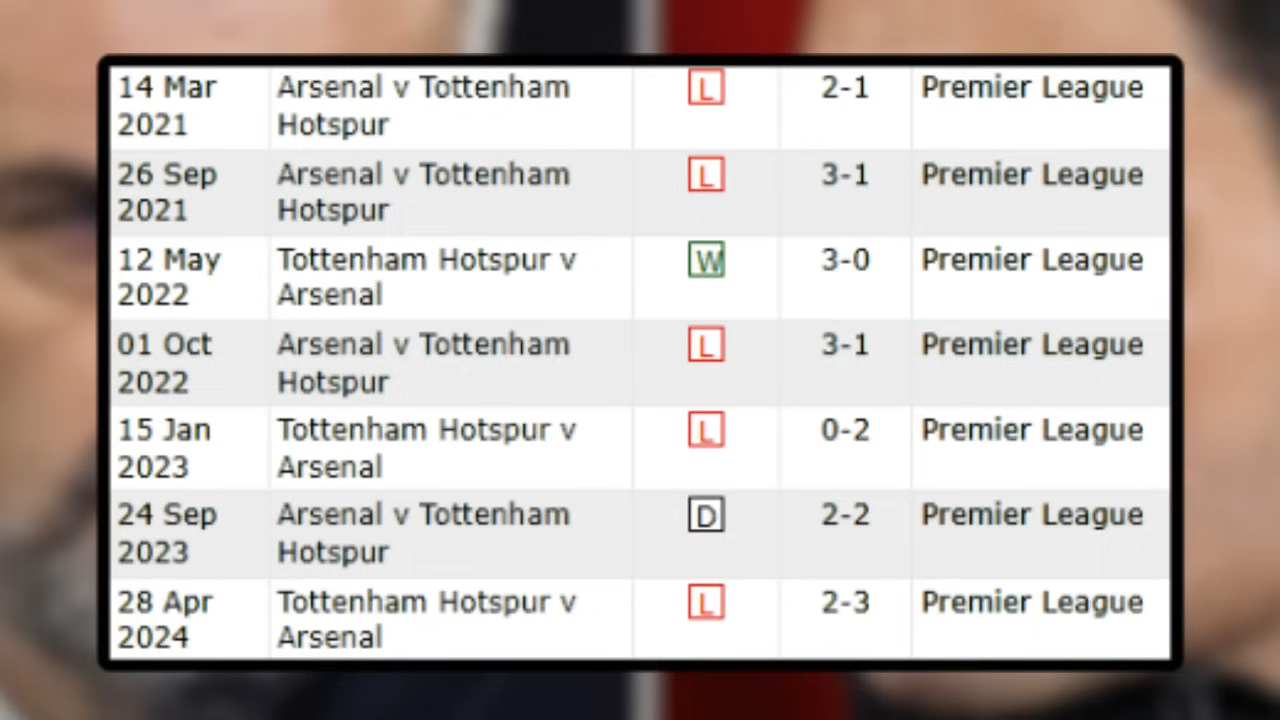 14 Mar 2021 Arsenal v Tottenham Hotspur L 2-1 Premier League
26 Sep 2021 Arsenal v Tottenham Hotspur L 3-1 Premier League
12 May 2022 Tottenham Hotspur v Arsenal W 3-0 Premier League
01 Oct 2022 Arsenal v Tottenham Hotspur L 3-1 Premier League
15 Jan 2023 Tottenham Hotspur v Arsenal L 0-2 Premier League
24 Sep 2023 Arsenal v Tottenham Hotspur D 2-2 Premier League
28 Apr 2024 Tottenham Hotspur v Arsenal L 2-3 Premier League